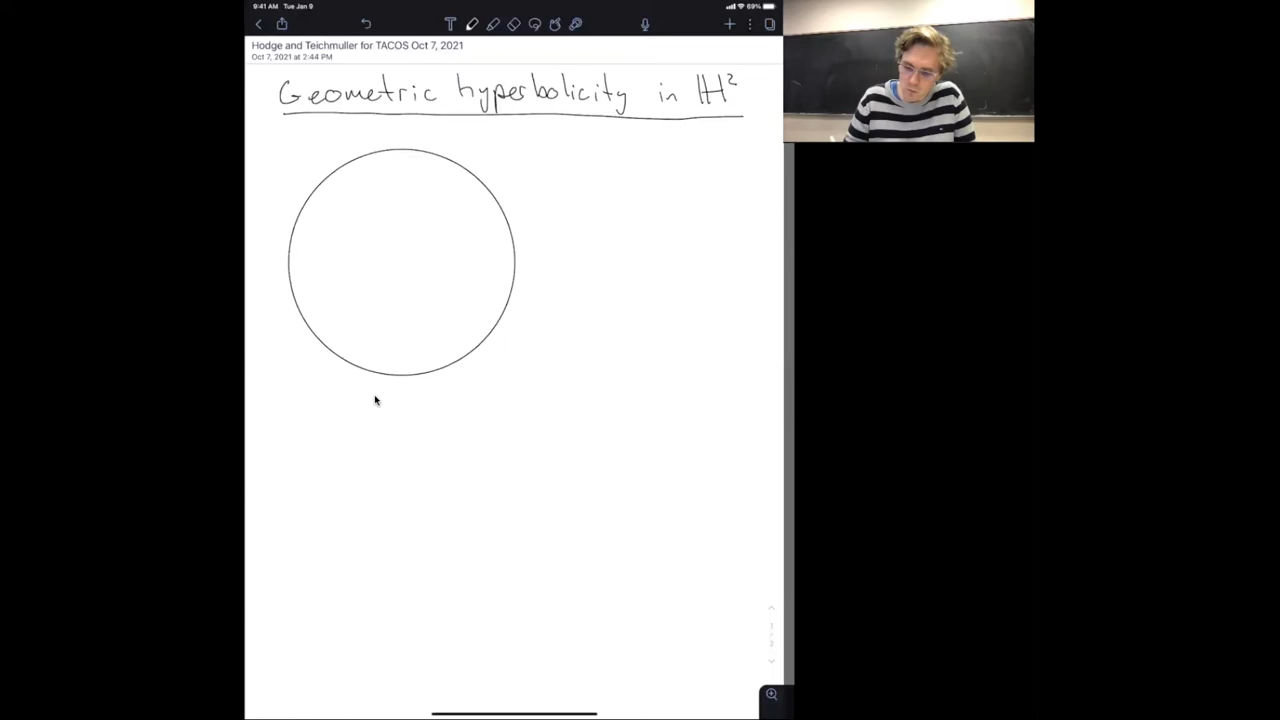 9:41 AM Tue Jan 9
69%
Hodge and Teichmuller for TACOS Oct 7, 2021
Oct 7, 2021 at 2:44 PM
Geometric hyperbolicity in ℍ²